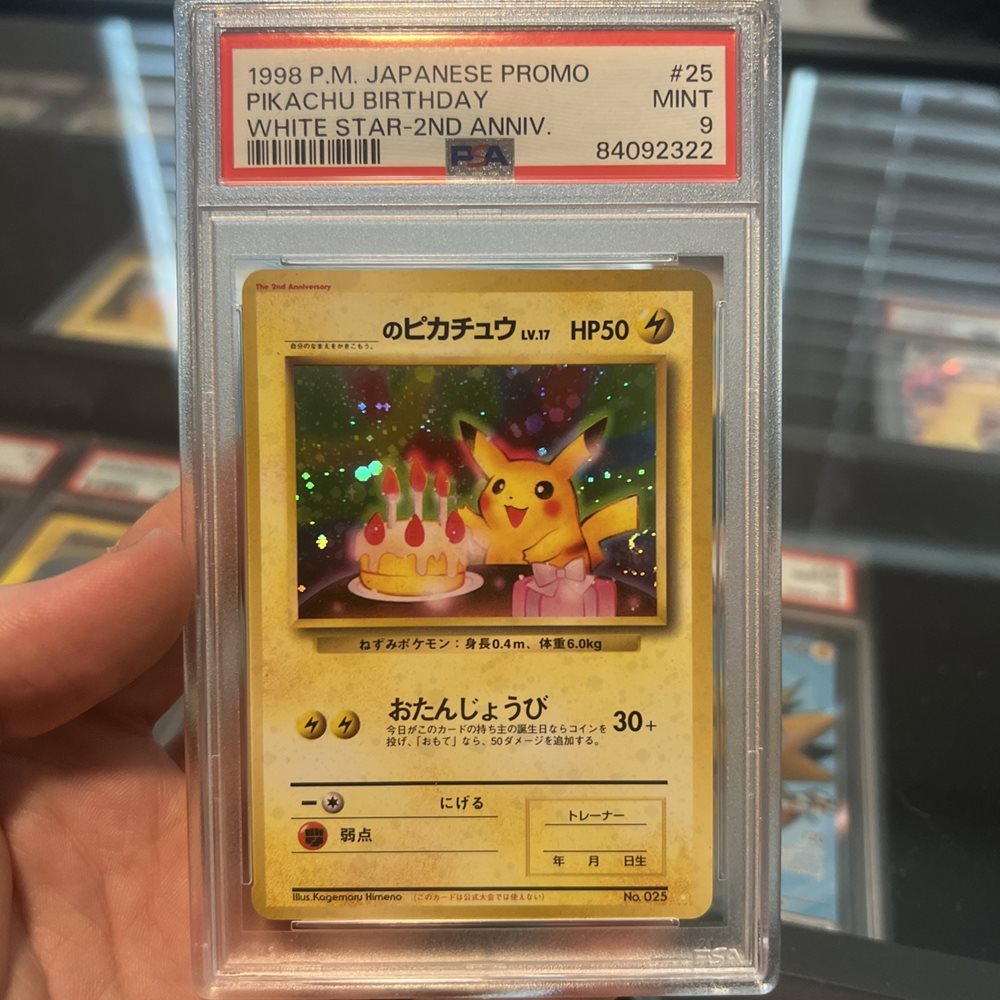 1998 P.M. JAPANESE PROMO #25
PIKACHU BIRTHDAY MINT
WHITE STAR-2ND ANNIV. 9
PSA 84092322
The 2nd Anniversary
のピカチュウ LV.17 HP50
自分のなまえをかきこもう。
ねずみポケモン：身長0.4m、体重6.0kg
おたんじょうび 30+
今日がこのカードの持ち主の誕生日ならコインを
投げ、「おもて」なら、50ダメージを追加する。
にげる
弱点
トレーナー
年 月 日生
Illus.Kagemaru Himeno (このカードは公式大会では使えない) No. 025
PSA